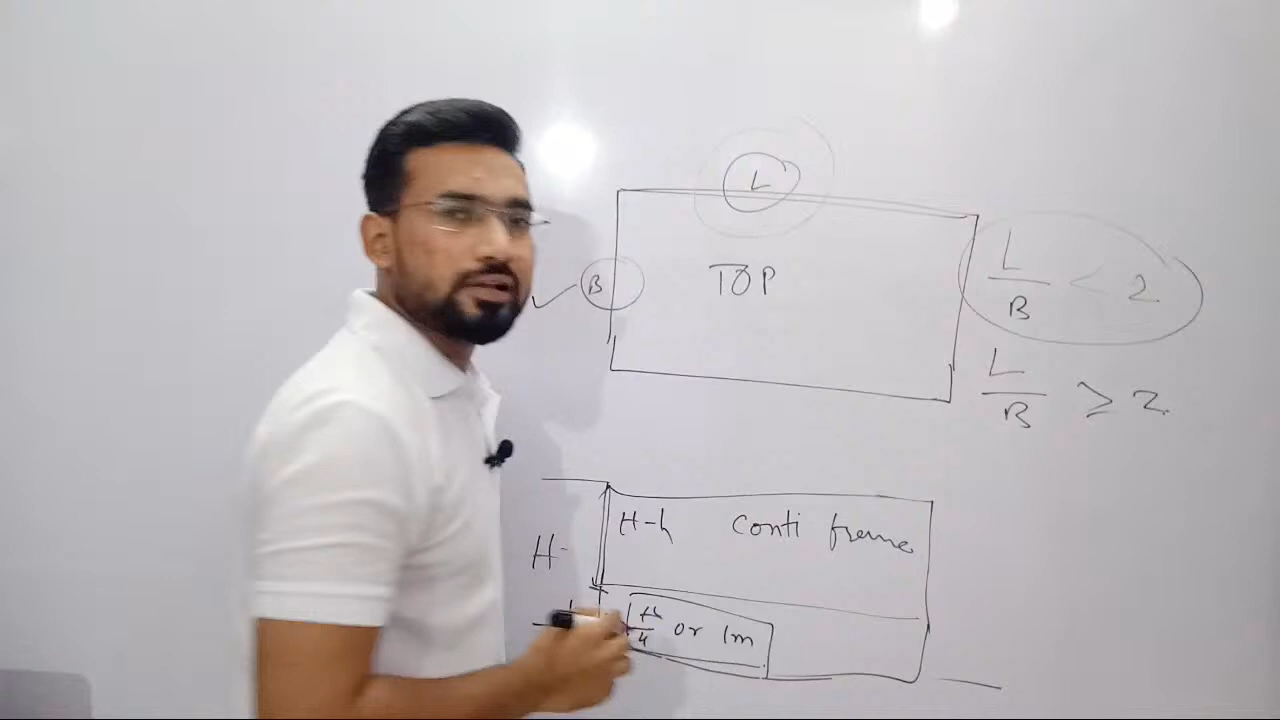 L
B
TOP
L
B < 2
L
B ≥ 2
H-h conti frame
H-
H
4 or 1m